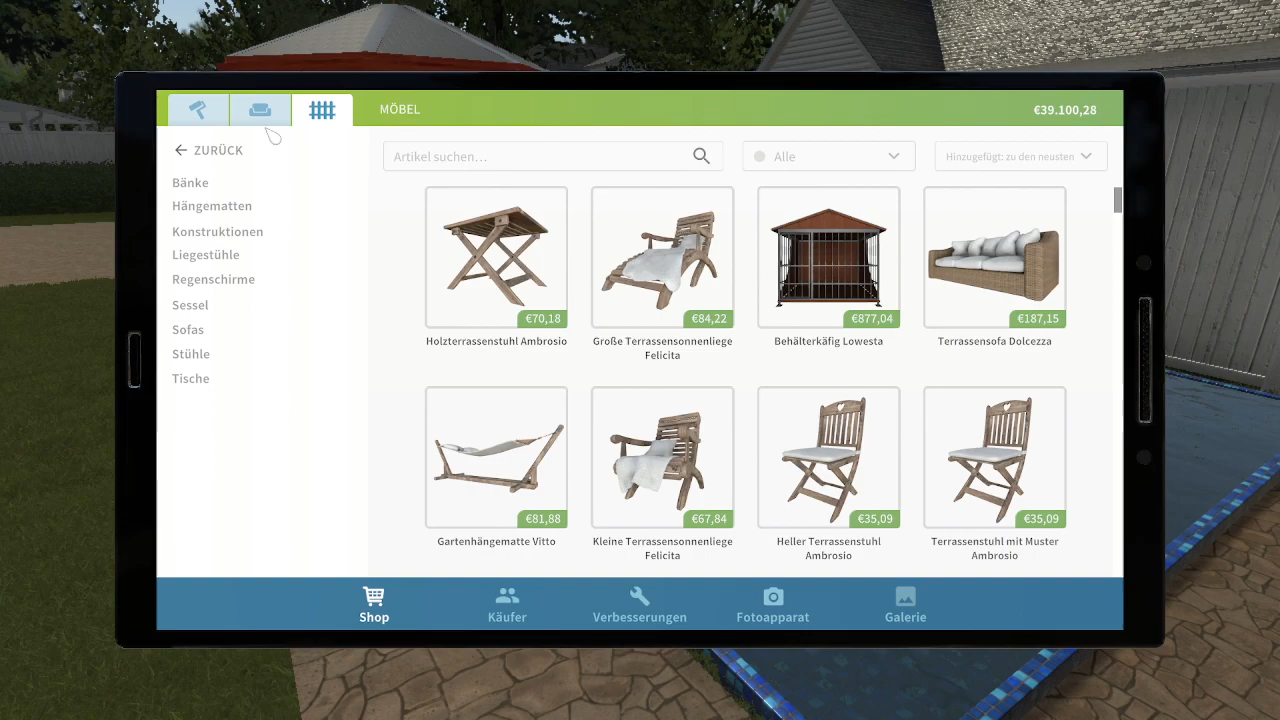 MÖBEL
€39.100,28
ZURÜCK
Artikel suchen...
Alle
Hinzugefügt: zu den neusten
Bänke
Hängematten
Konstruktionen
Liegestühle
Regenschirme
Sessel
Sofas
Stühle
Tische
€70,18
€84,22
€877,04
€187,15
Holzterrassenstuhl Ambrosio
Große Terrassensonnenliege
Felicita
Behälterkäfig Lowesta
Terrassensofa Dolcezza
€81,88
€67,84
€35,09
€35,09
Gartenhängematte Vitto
Kleine Terrassensonnenliege
Felicita
Heller Terrassenstuhl
Ambrosio
Terrassenstuhl mit Muster
Ambrosio
Shop
Käufer
Verbesserungen
Fotoapparat
Galerie